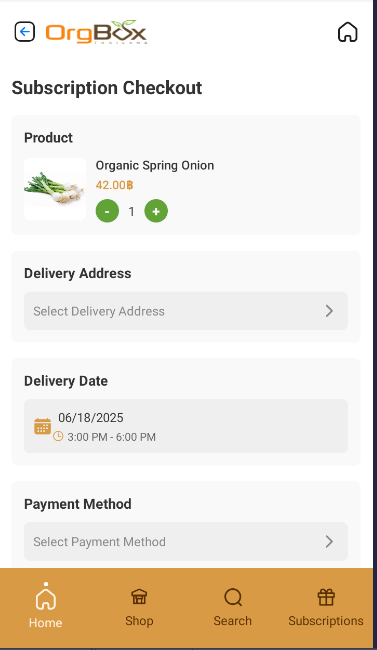 OrgBox
Subscription Checkout
Product
Organic Spring Onion
42.00฿
- 1 +
Delivery Address
Select Delivery Address
Delivery Date
06/18/2025
3:00 PM - 6:00 PM
Payment Method
Select Payment Method
Home Shop Search Subscriptions